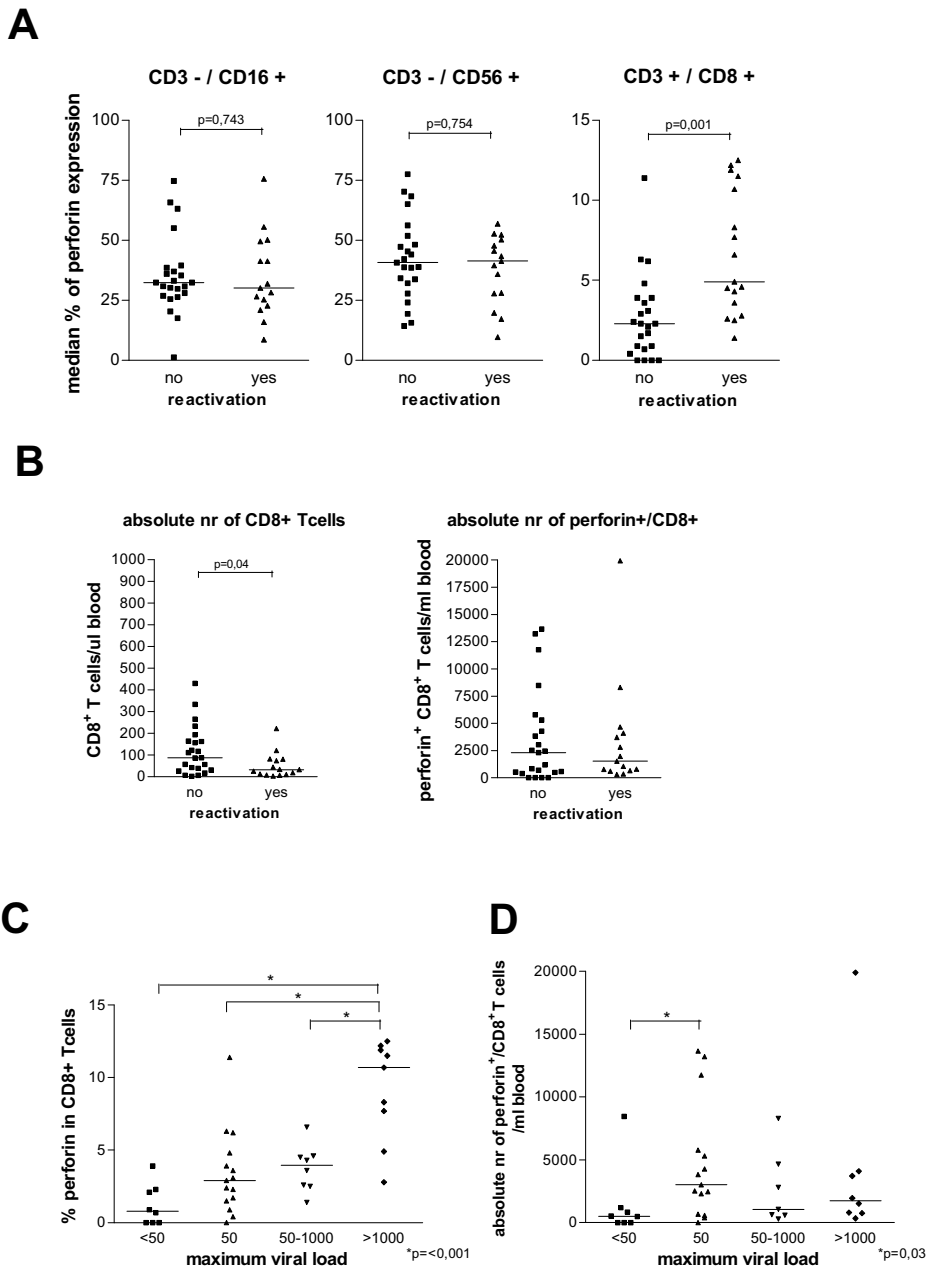 A
CD3 - / CD16 +
CD3 - / CD56 +
CD3 + / CD8 +
median % of perforin expression
100
75
50
25
0
p=0,743
no
yes
reactivation
100
75
50
25
0
p=0,754
no
yes
reactivation
15
10
5
0
p=0,001
no
yes
reactivation
B
absolute nr of CD8+ Tcells
CD8+ T cells/ul blood
1000
900
800
700
600
500
400
300
200
100
0
p=0,04
no
yes
reactivation
absolute nr of perforin+/CD8+
perforin+ CD8+ T cells/ml blood
20000
17500
15000
12500
10000
7500
5000
2500
0
no
yes
reactivation
C
% perforin in CD8+ Tcells
15
10
5
0
*
*
*
<50
50
50-1000
>1000
maximum viral load
*p=<0,001
D
absolute nr of perforin+/CD8+ T cells
/ml blood
20000
15000
10000
5000
0
*
<50
50
50-1000
>1000
maximum viral load
*p=0,03